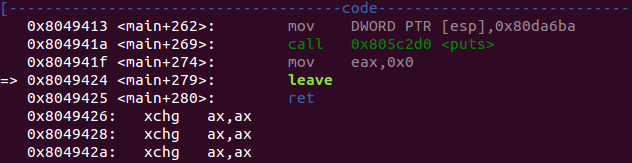 [-------------------------------------code-------------------------------------
0x8049413 <main+262>: mov DWORD PTR [esp],0x80da6ba
0x804941a <main+269>: call 0x805c2d0 <puts>
0x804941f <main+274>: mov eax,0x0
=> 0x8049424 <main+279>: leave
0x8049425 <main+280>: ret
0x8049426: xchg ax,ax
0x8049428: xchg ax,ax
0x804942a: xchg ax,ax